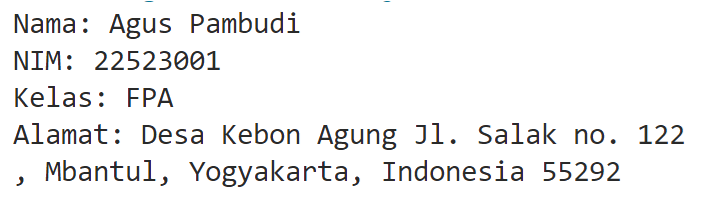 Nama: Agus Pambudi
NIM: 22523001
Kelas: FPA
Alamat: Desa Kebon Agung Jl. Salak no. 122
, Mbantul, Yogyakarta, Indonesia 55292